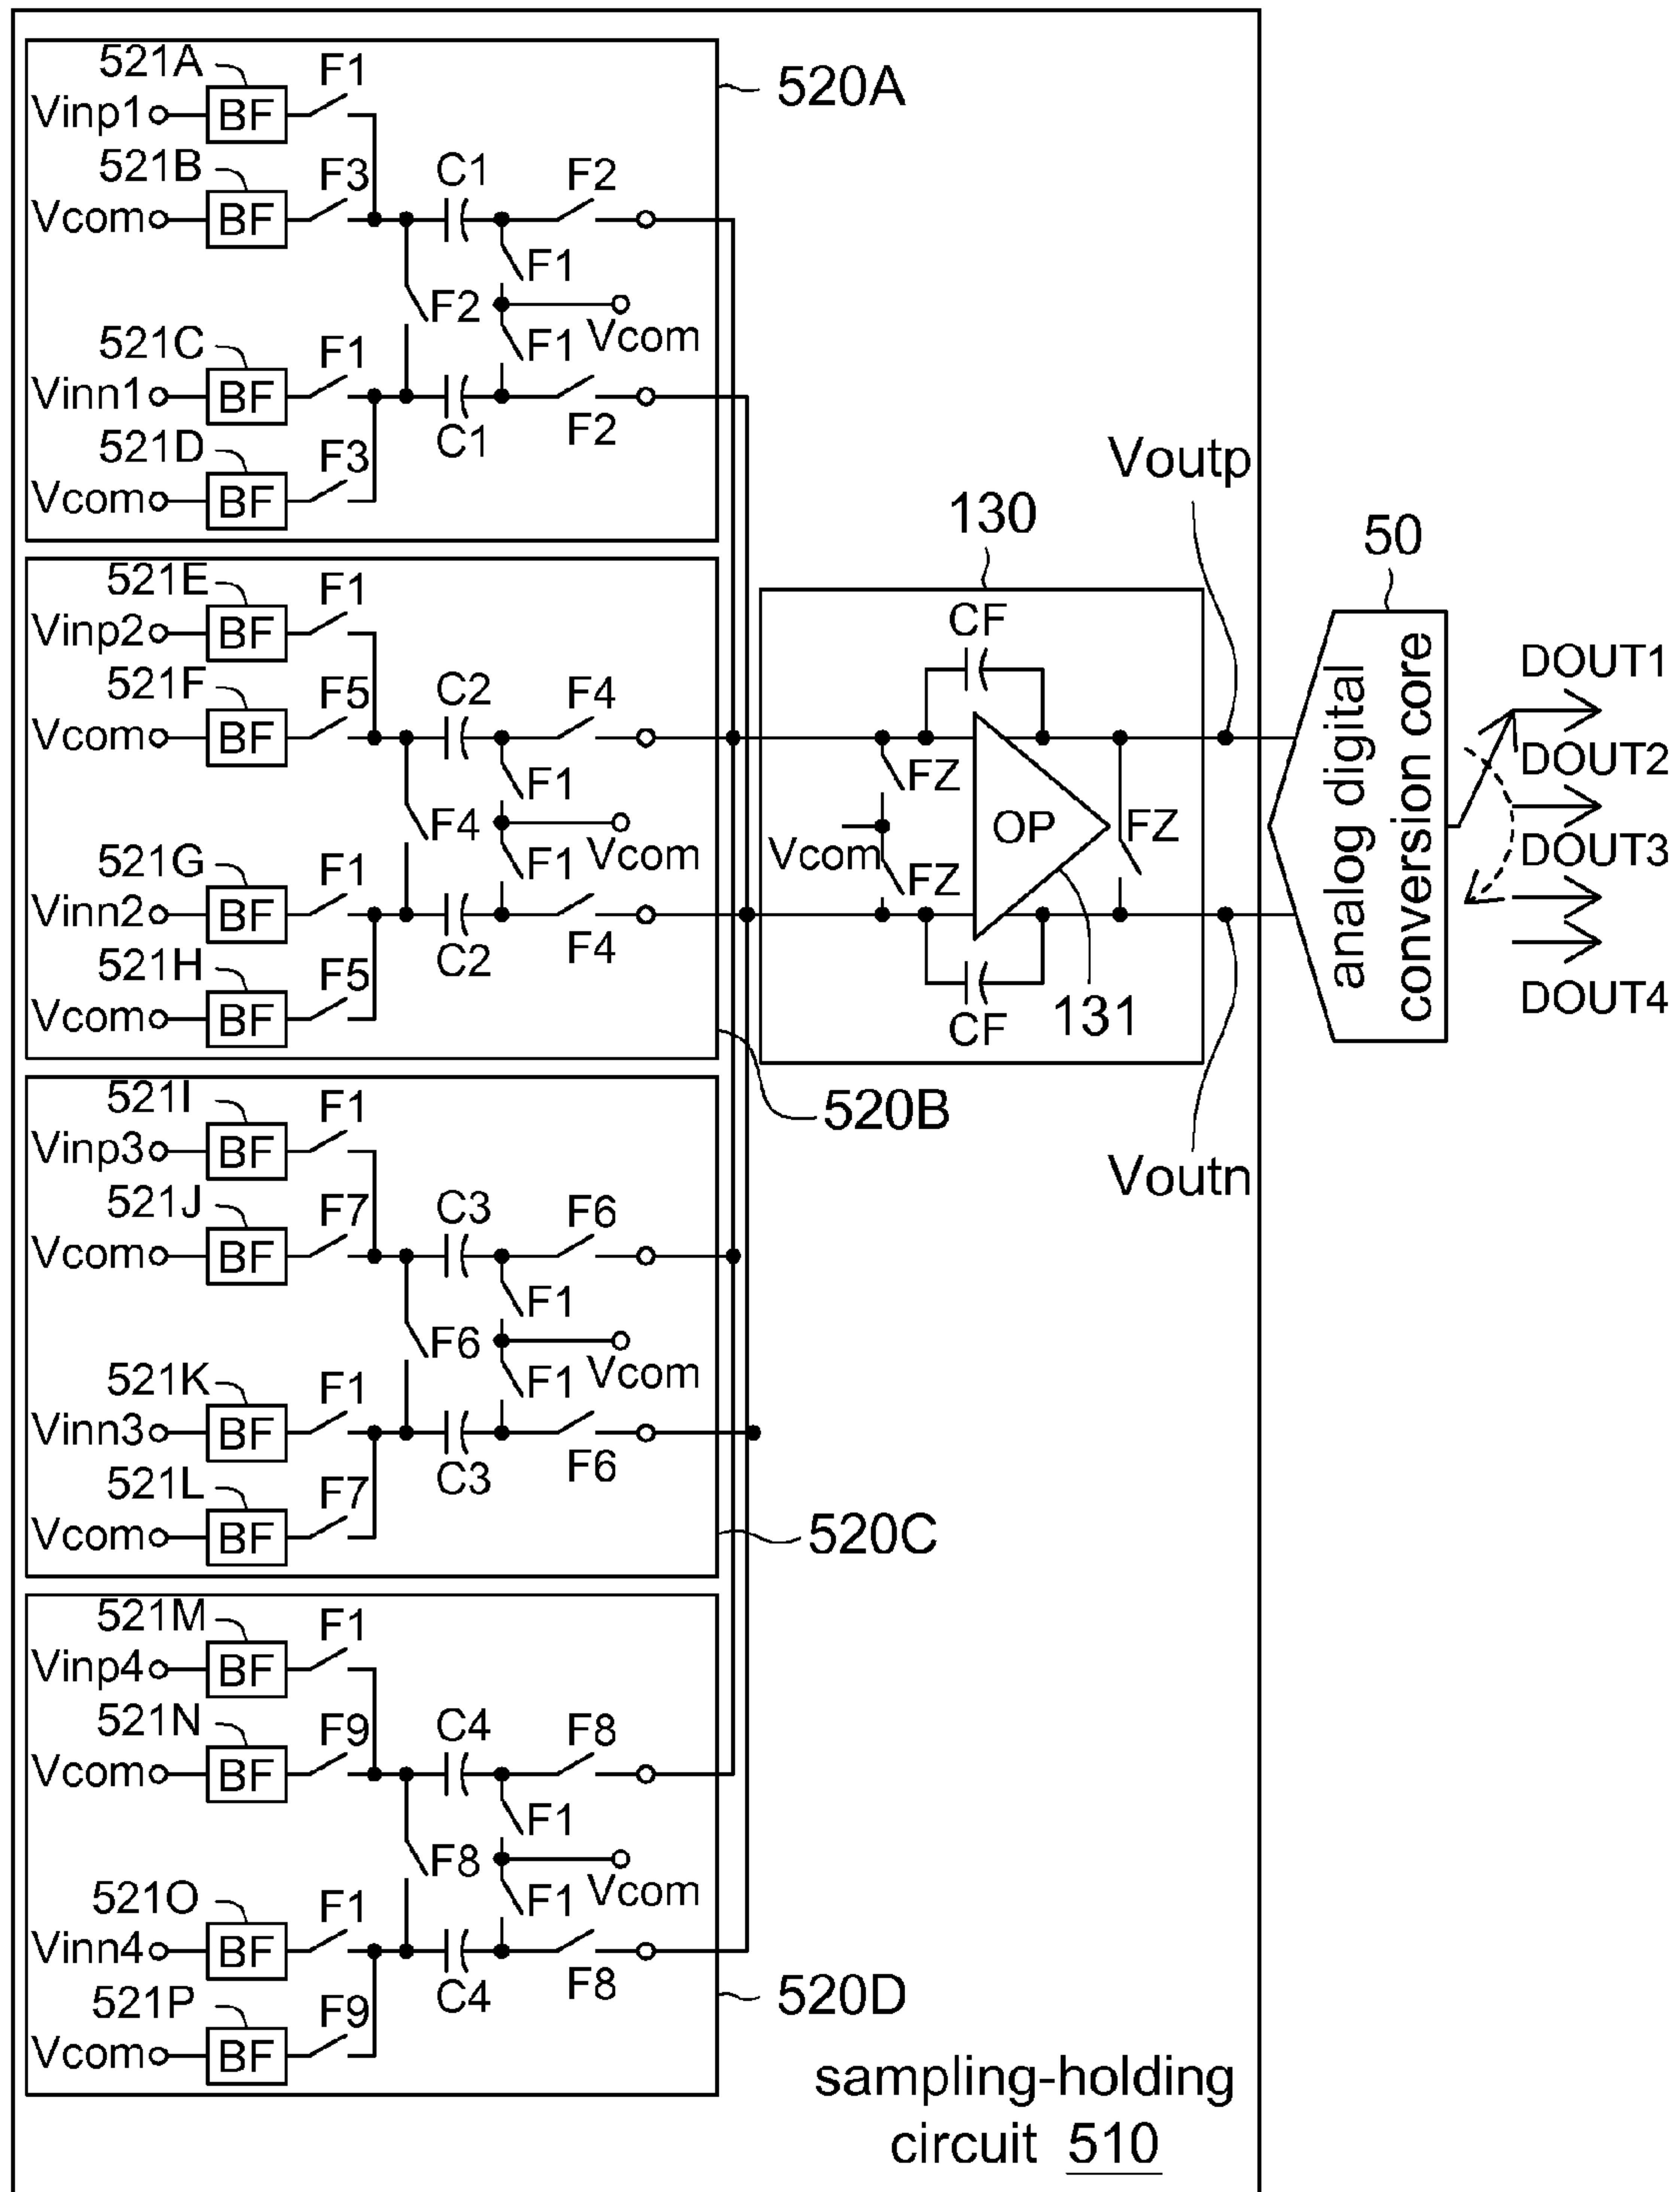 521A F1
Vinp1 BF
520A
521B F3 C1 F2
Vcom BF
F1
F2
Vcom
521C F1 F1
Vinn1 BF
F2
521D F3 C1
Vcom BF
521E F1
Vinp2 BF
521F F5 C2 F4
Vcom BF
F1
F4
Vcom
521G F1 F1
Vinn2 BF
F4
521H F5 C2
Vcom BF
520B
521I F1
Vinp3 BF
521J F7 C3 F6
Vcom BF
F1
F6
Vcom
521K F1 F1
Vinn3 BF
F6
521L F7 C3
Vcom BF
520C
521M F1
Vinp4 BF
521N F9 C4 F8
Vcom BF
F1
F8
Vcom
521O F1 F1
Vinn4 BF
F8
521P F9 C4
Vcom BF
520D
130
CF
FZ
OP FZ
Vcom
FZ
CF 131
Voutp
Voutn
50
analog digital
conversion core
DOUT1
DOUT2
DOUT3
DOUT4
sampling-holding
circuit 510